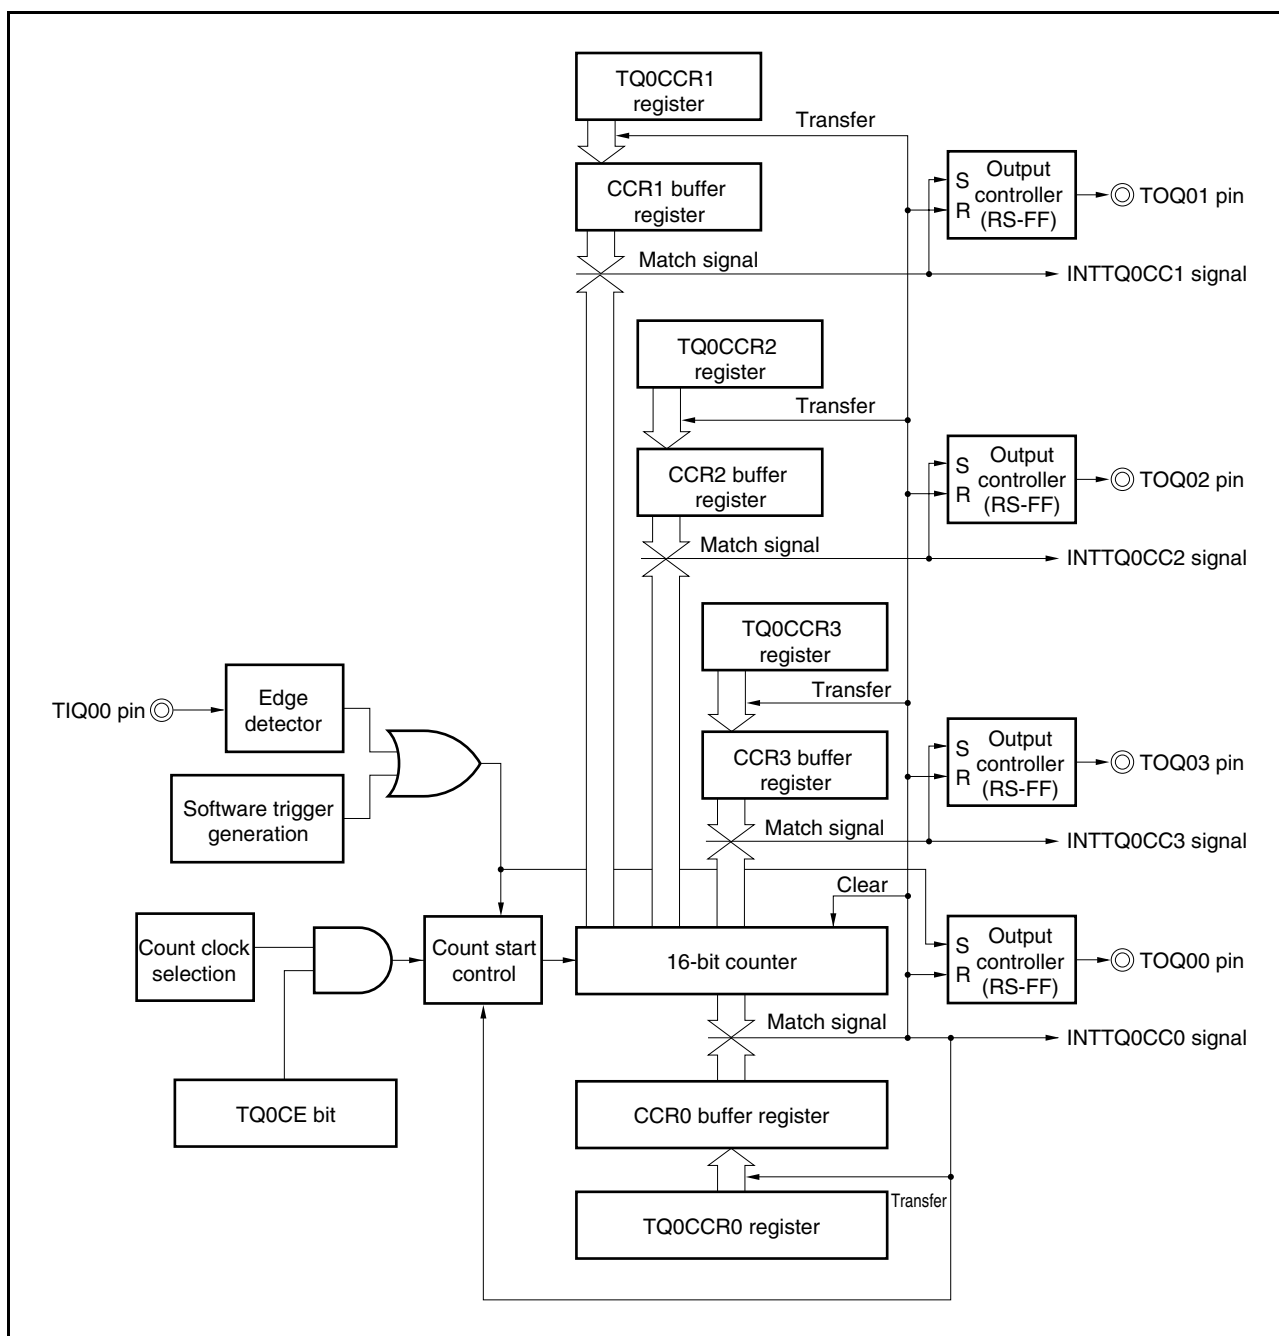 TQ0CCR1
register
Transfer
CCR1 buffer
register
S
R
Output
controller
(RS-FF)
TOQ01 pin
Match signal
INTTQ0CC1 signal
TQ0CCR2
register
Transfer
CCR2 buffer
register
S
R
Output
controller
(RS-FF)
TOQ02 pin
Match signal
INTTQ0CC2 signal
TQ0CCR3
register
Transfer
TIQ00 pin
Edge
detector
CCR3 buffer
register
S
R
Output
controller
(RS-FF)
TOQ03 pin
Software trigger
generation
Match signal
INTTQ0CC3 signal
Clear
Count clock
selection
Count start
control
16-bit counter
S
R
Output
controller
(RS-FF)
TOQ00 pin
Match signal
INTTQ0CC0 signal
TQ0CE bit
CCR0 buffer register
Transfer
TQ0CCR0 register